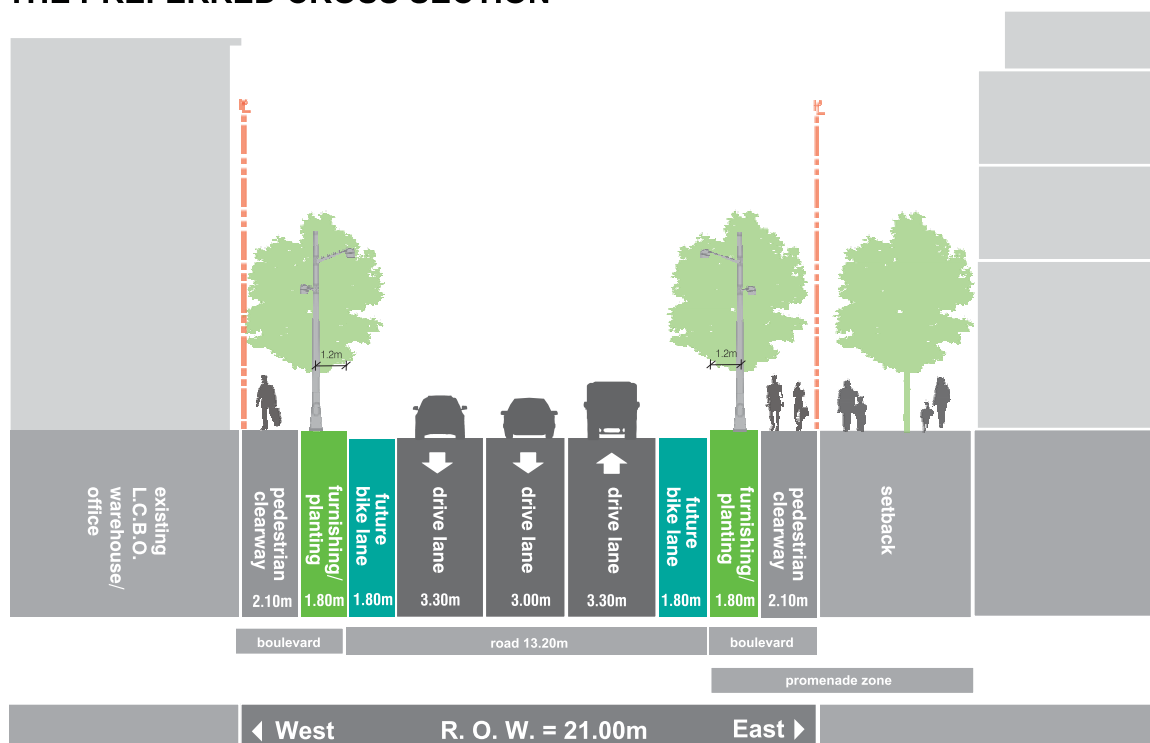 1.2m
1.2m
existing
L.C.B.O.
warehouse/
office
pedestrian
clearway
2.10m
furnishing/
planting
1.80m
future
bike lane
1.80m
drive lane
3.30m
drive lane
3.00m
drive lane
3.30m
future
bike lane
1.80m
furnishing/
planting
1.80m
pedestrian
clearway
2.10m
setback
boulevard
road 13.20m
boulevard
promenade zone
West
R. O. W. = 21.00m
East